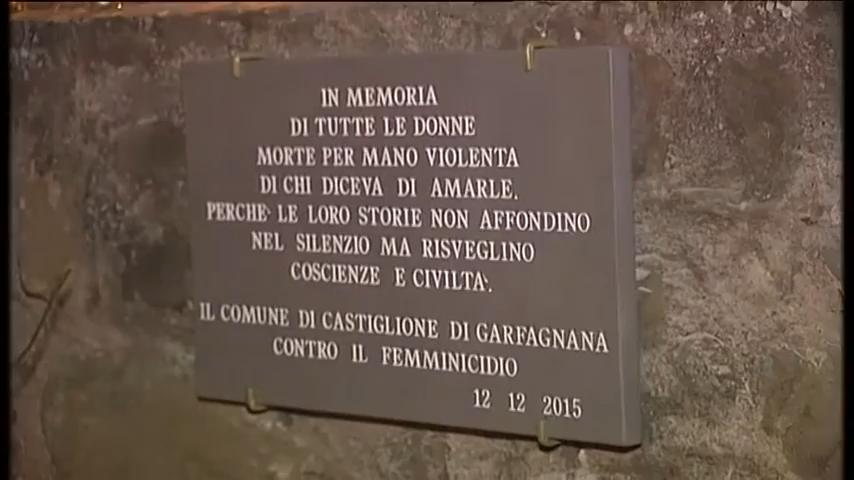 IN MEMORIA
DI TUTTE LE DONNE
MORTE PER MANO VIOLENTA
DI CHI DICEVA DI AMARLE.
PERCHE' LE LORO STORIE NON AFFONDINO
NEL SILENZIO MA RISVEGLINO
COSCIENZE E CIVILTA'.
IL COMUNE DI CASTIGLIONE DI GARFAGNANA
CONTRO IL FEMMINICIDIO
12 12 2015